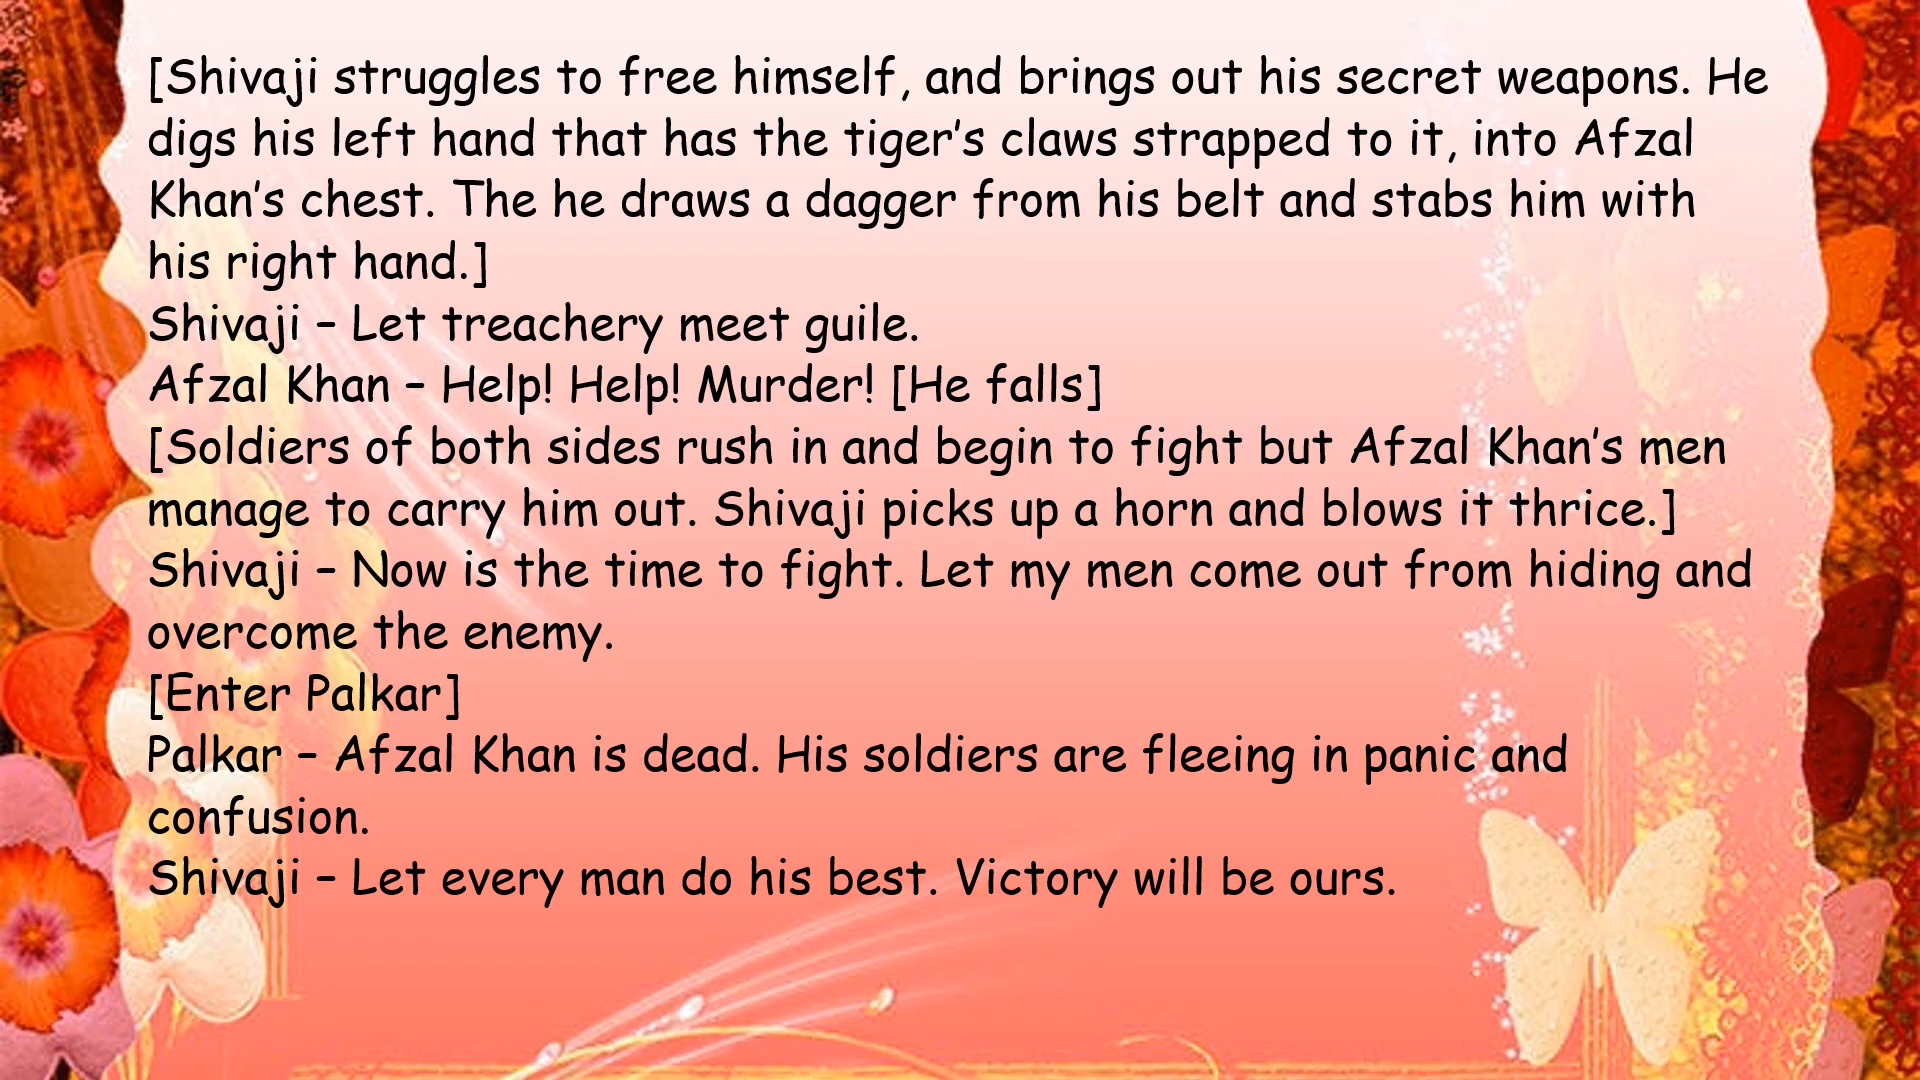 [Shivaji struggles to free himself, and brings out his secret weapons. He
digs his left hand that has the tiger’s claws strapped to it, into Afzal
Khan’s chest. The he draws a dagger from his belt and stabs him with
his right hand.]
Shivaji – Let treachery meet guile.
Afzal Khan – Help! Help! Murder! [He falls]
[Soldiers of both sides rush in and begin to fight but Afzal Khan’s men
manage to carry him out. Shivaji picks up a horn and blows it thrice.]
Shivaji – Now is the time to fight. Let my men come out from hiding and
overcome the enemy.
[Enter Palkar]
Palkar – Afzal Khan is dead. His soldiers are fleeing in panic and
confusion.
Shivaji – Let every man do his best. Victory will be ours.